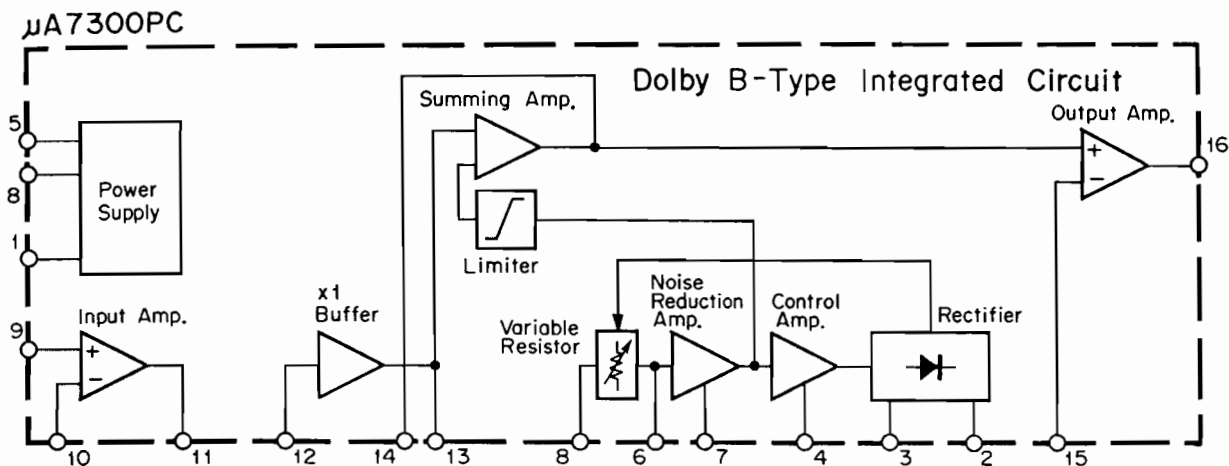 μA7300PC
Dolby B-Type Integrated Circuit
Summing Amp.
Output Amp.
5
8
1
Power
Supply
+
−
16
Limiter
x1
Buffer
Noise
Reduction
Amp.
Control
Amp.
Rectifier
Variable
Resistor
Input Amp.
9
+
−
10
11
12
14
13
8
6
7
4
3
2
15